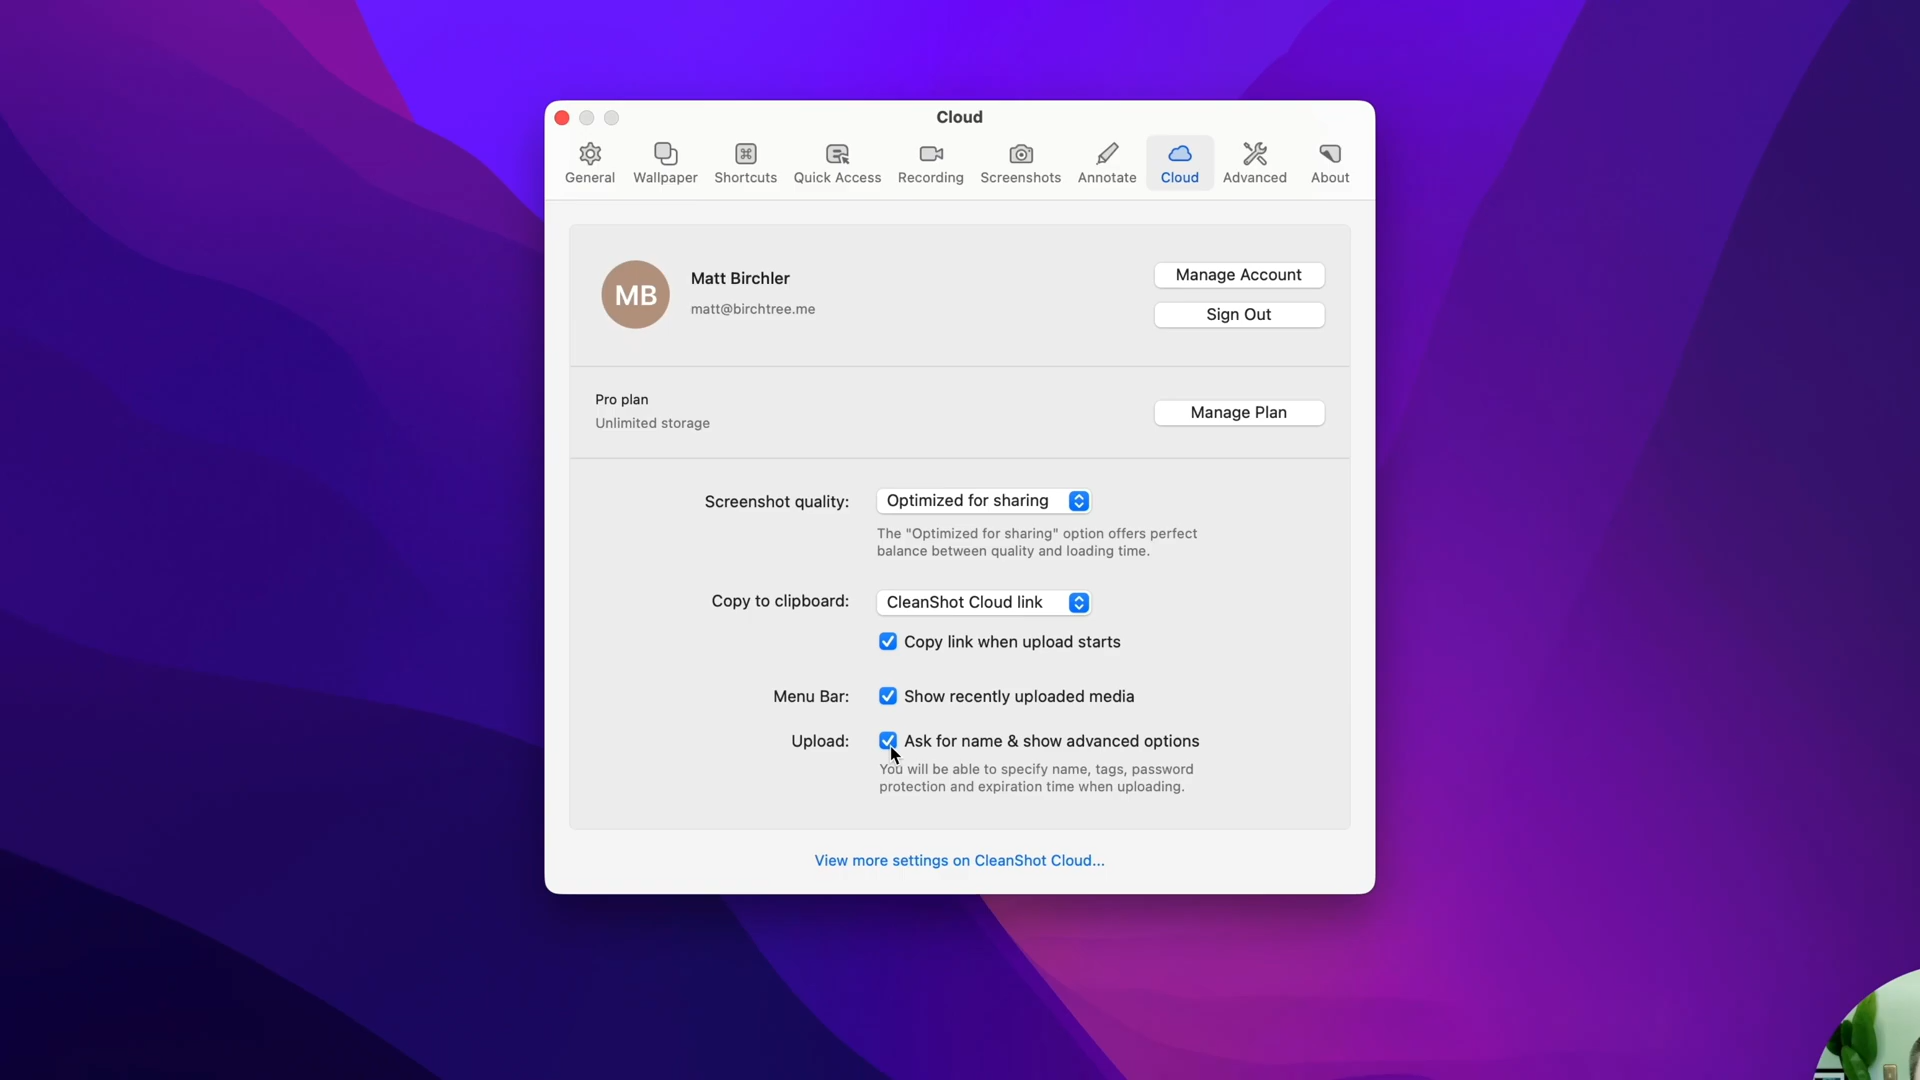 Cloud
General
Wallpaper
Shortcuts
Quick Access
Recording
Screenshots
Annotate
Cloud
Advanced
About
MB
Matt Birchler
matt@birchtree.me
Manage Account
Sign Out
Pro plan
Unlimited storage
Manage Plan
Screenshot quality:
Optimized for sharing
The "Optimized for sharing" option offers perfect
balance between quality and loading time.
Copy to clipboard:
CleanShot Cloud link
Copy link when upload starts
Menu Bar:
Show recently uploaded media
Upload:
Ask for name & show advanced options
You will be able to specify name, tags, password
protection and expiration time when uploading.
View more settings on CleanShot Cloud...